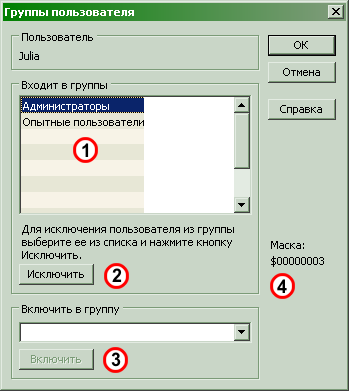 Группы пользователя
Пользователь
Julia
OK
Отмена
Справка
Входит в группы
Администраторы
Опытные пользователи
1
Для исключения пользователя из группы
выберите ее из списка и нажмите кнопку
Исключить.
Исключить
2
Маска:
$00000003
4
Включить в группу
Включить
3